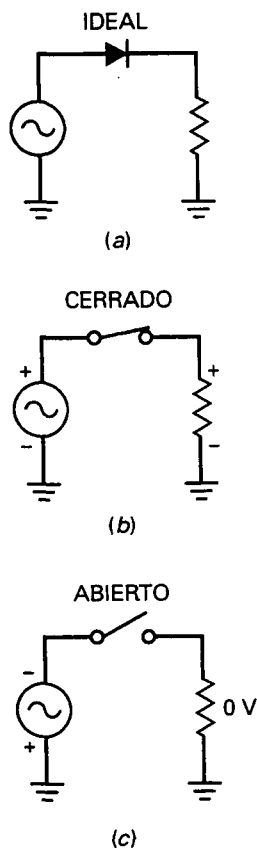 IDEAL
(a)
CERRADO
+ +
- -
(b)
ABIERTO
-
0 V
+
(c)